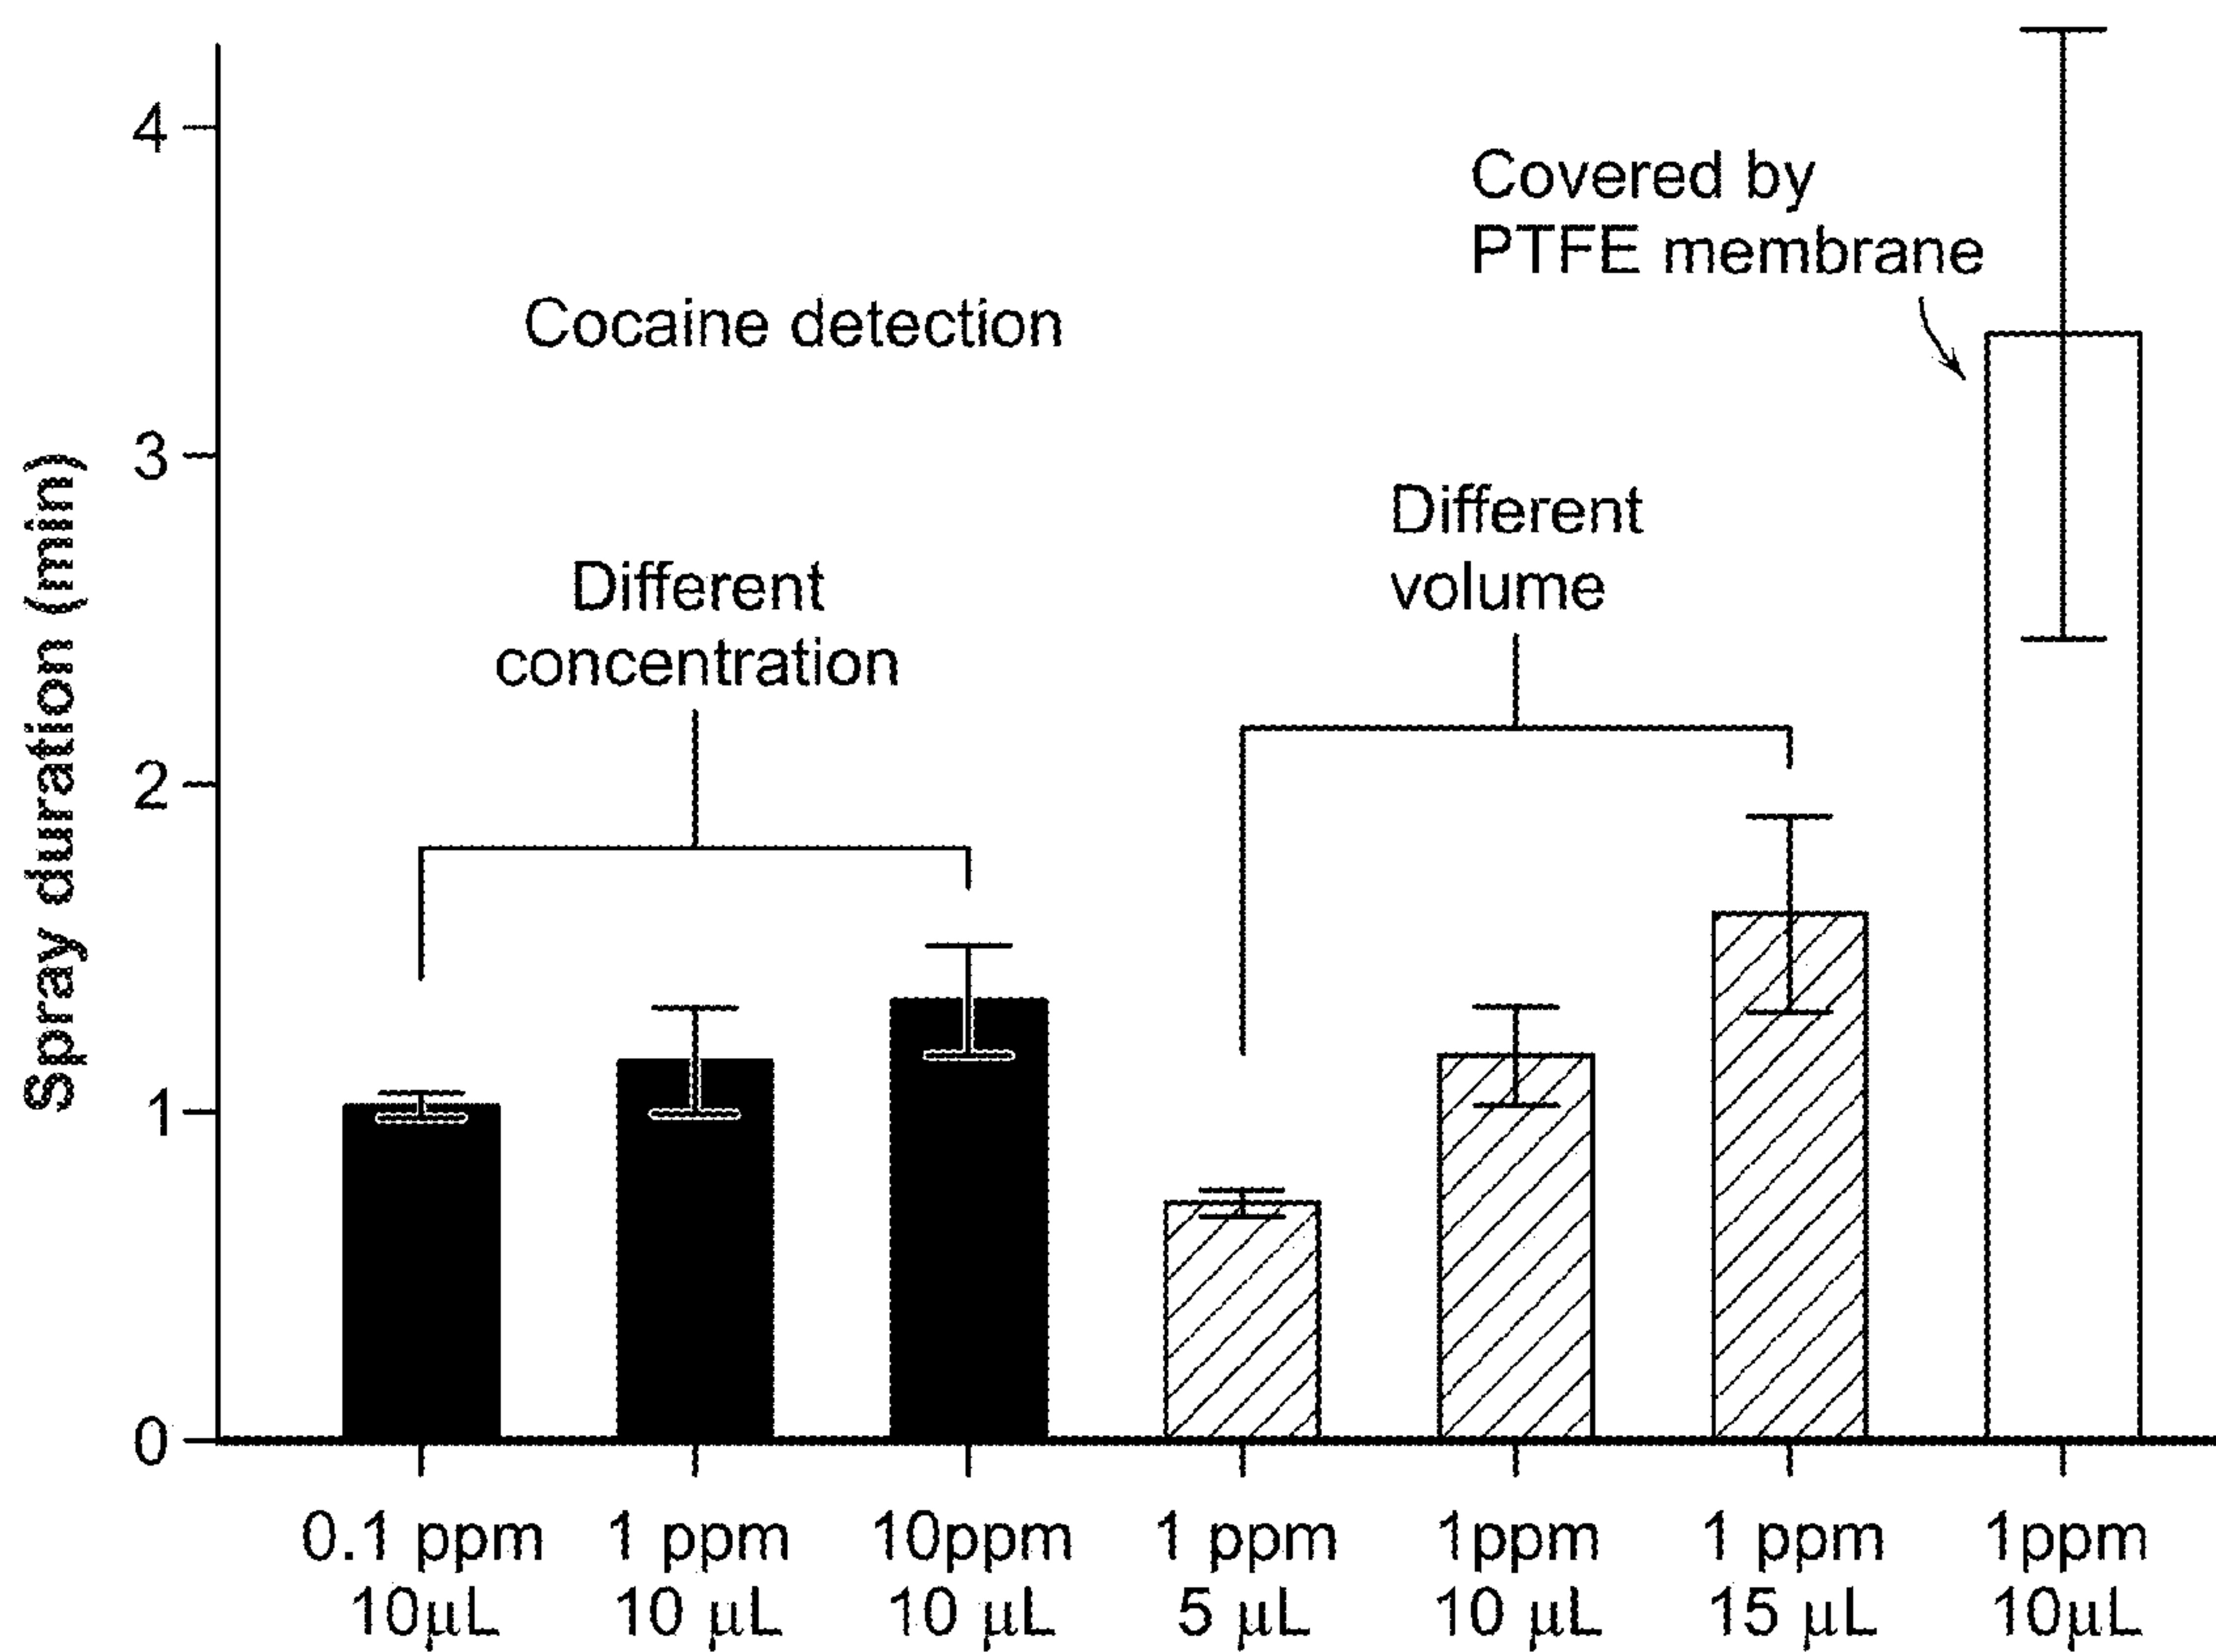 Spray duration (min)
4
3
2
1
0
Cocaine detection
Covered by
PTFE membrane
Different
concentration
Different
volume
0.1 ppm
10μL
1 ppm
10 μL
10ppm
10 μL
1 ppm
5 μL
1ppm
10 μL
1 ppm
15 μL
1ppm
10μL